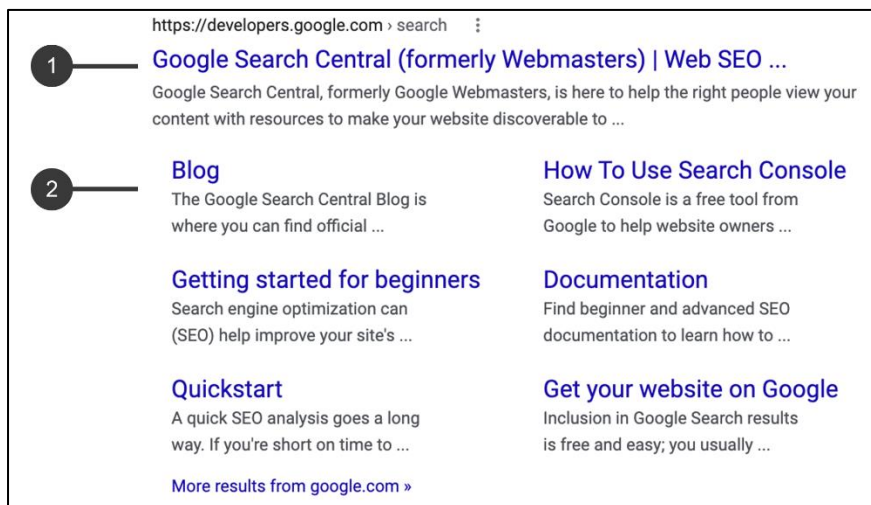 https://developers.google.com › search
1
Google Search Central (formerly Webmasters) | Web SEO ...
Google Search Central, formerly Google Webmasters, is here to help the right people view your
content with resources to make your website discoverable to ...
2
Blog
The Google Search Central Blog is
where you can find official ...
How To Use Search Console
Search Console is a free tool from
Google to help website owners ...
Getting started for beginners
Search engine optimization can
(SEO) help improve your site's ...
Documentation
Find beginner and advanced SEO
documentation to learn how to ...
Quickstart
A quick SEO analysis goes a long
way. If you're short on time to ...
Get your website on Google
Inclusion in Google Search results
is free and easy; you usually ...
More results from google.com »